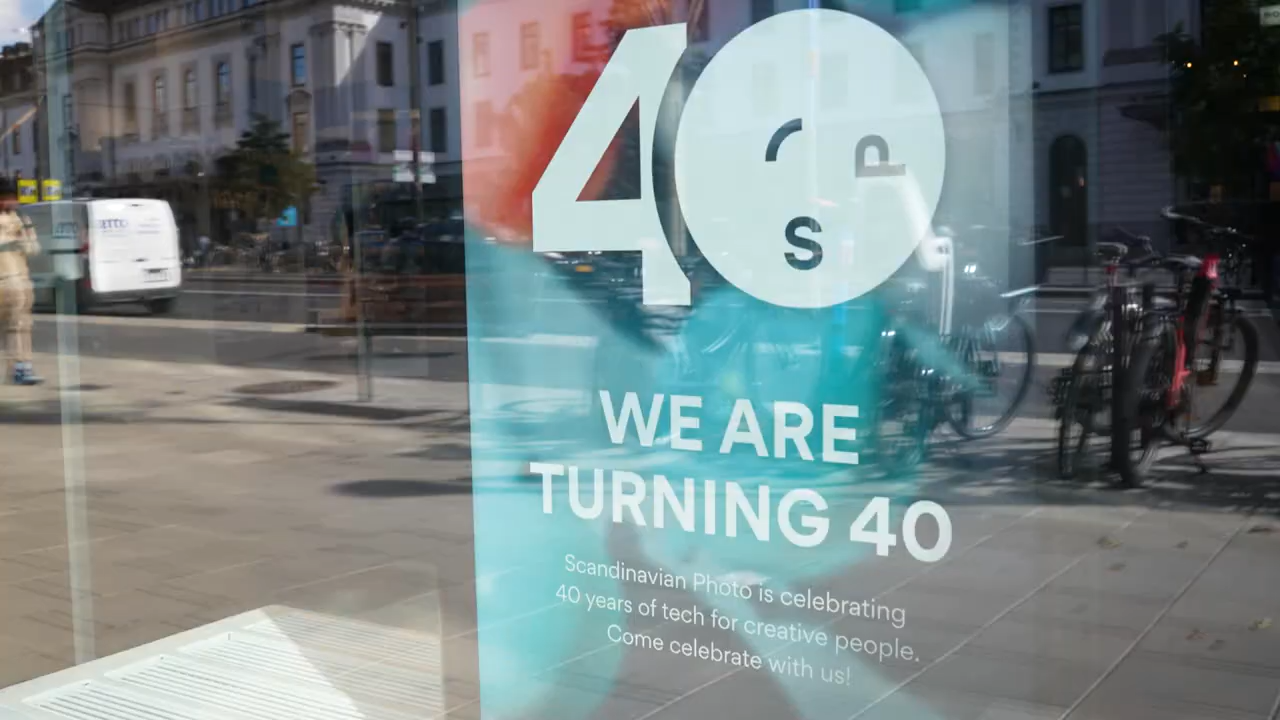 40
S P
WE ARE
TURNING 40
Scandinavian Photo is celebrating
40 years of tech for creative people.
Come celebrate with us!